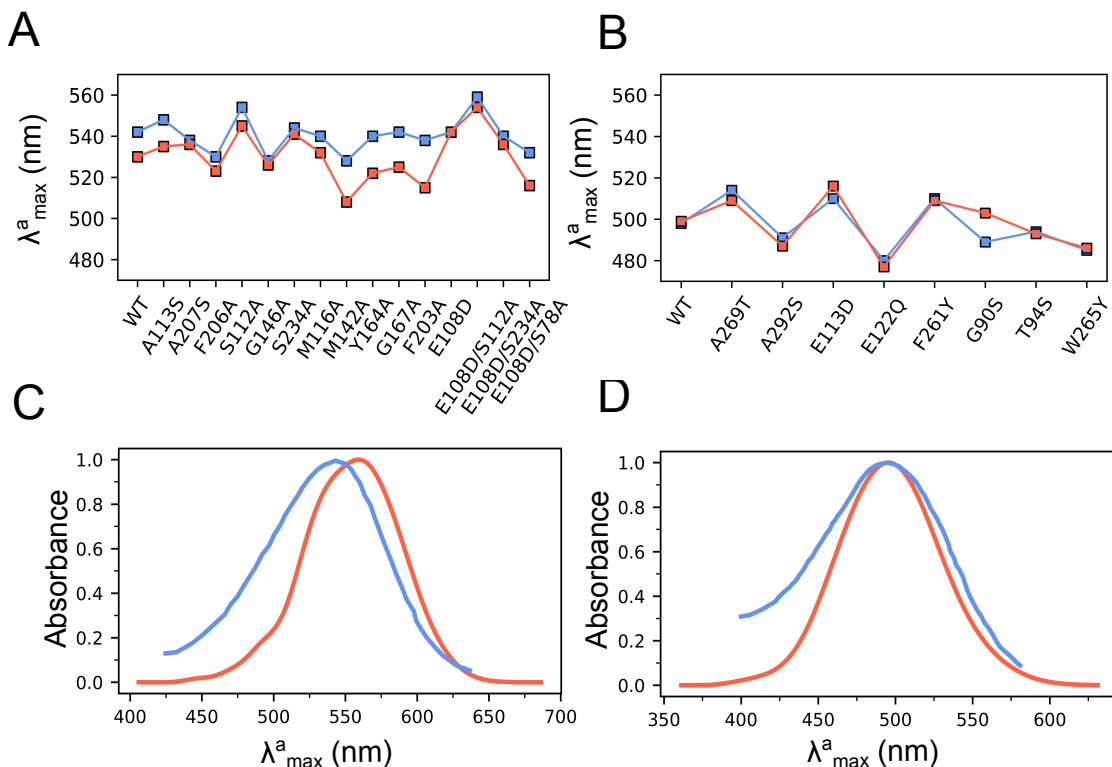 A
B
λᵃmax (nm)
560
540
520
500
480
WT
A113S
A207S
F206A
S112A
G146A
S234A
M116A
M142A
Y164A
G167A
F203A
E108D
E108D/S112A
E108D/S234A
E108D/S78A
λᵃmax (nm)
560
540
520
500
480
WT
A269T
A292S
E113D
E122Q
F261Y
G90S
T94S
W265Y
C
D
Absorbance
1.0
0.8
0.6
0.4
0.2
0.0
400 450 500 550 600 650 700
λᵃmax (nm)
Absorbance
1.0
0.8
0.6
0.4
0.2
0.0
350 400 450 500 550 600
λᵃmax (nm)